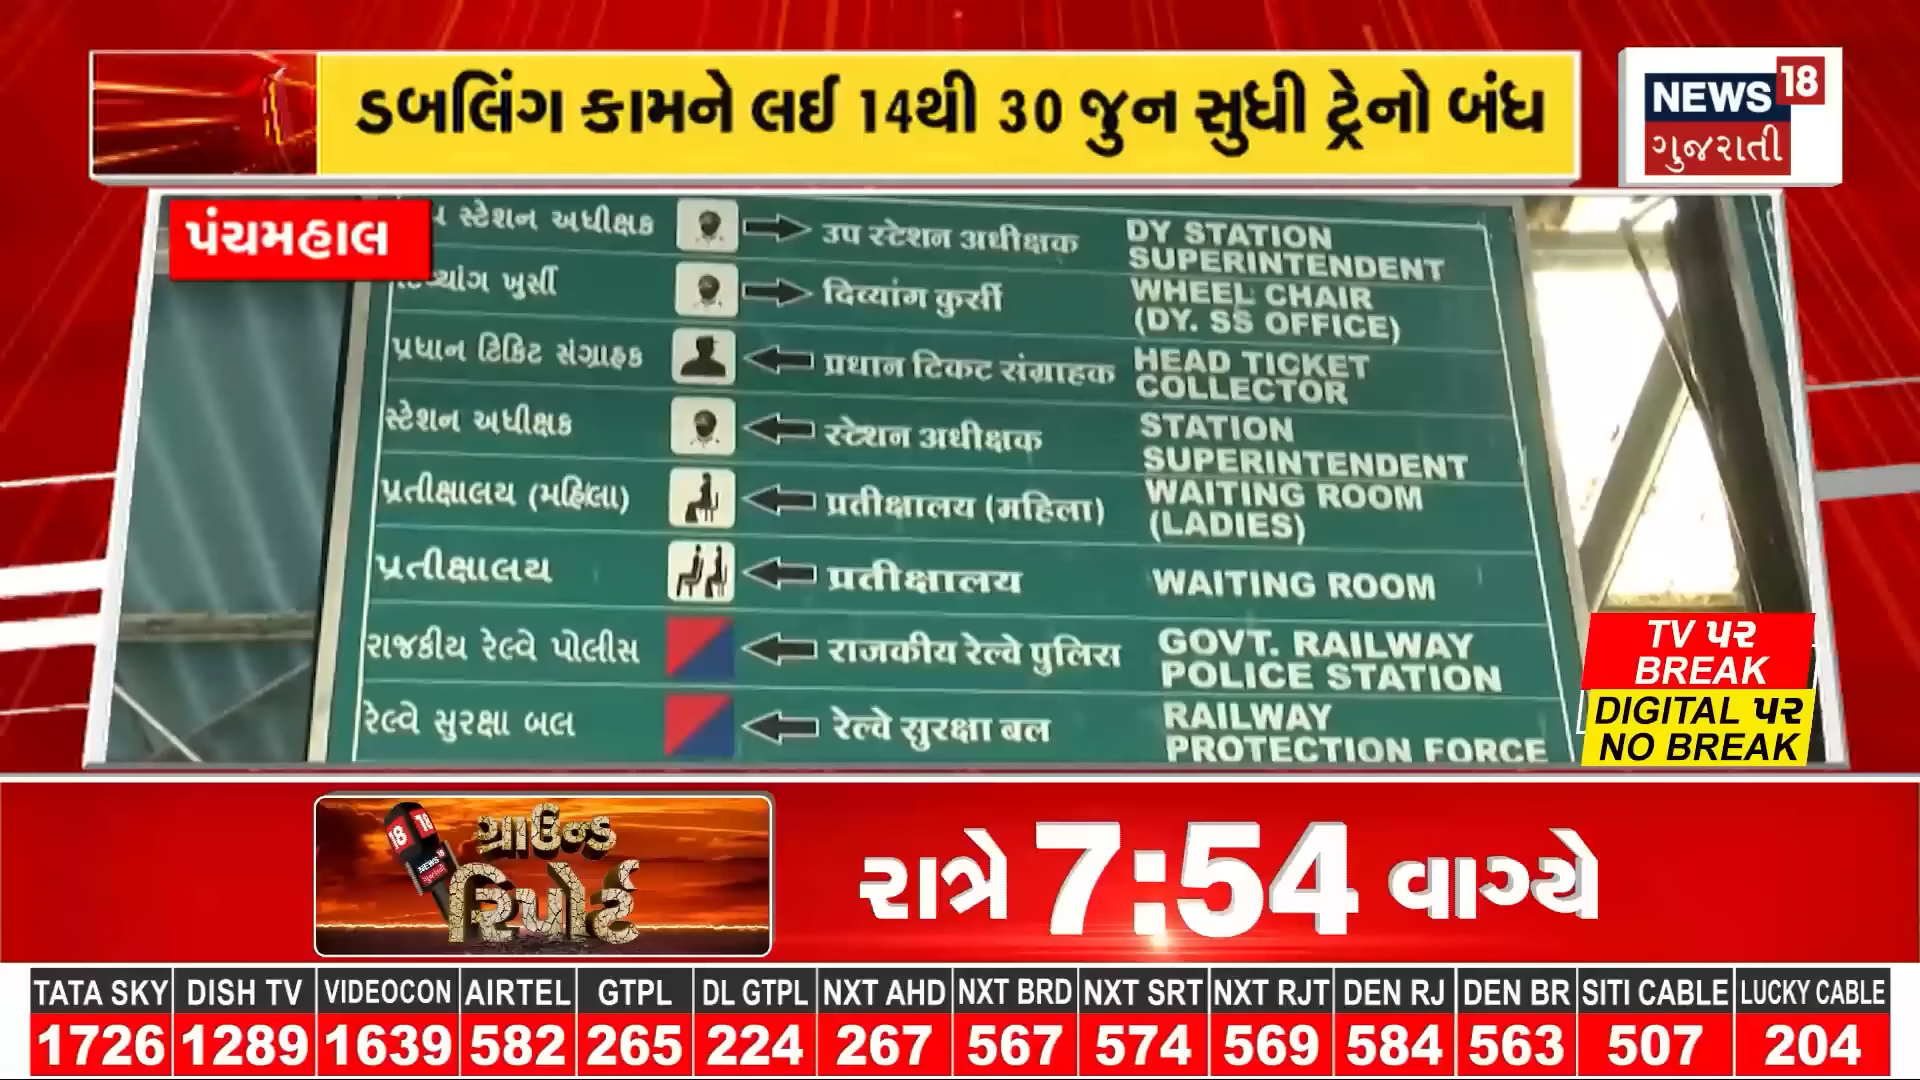 ડબલિંગ કામને લઈ 14થી 30 જુન સુધી ટ્રેનો બંધ
NEWS 18
ગુજરાતી
પંચમહાલ
સ્ટેશન અધીક્ષક
उप स्टेशन अधीक्षक
DY STATION
SUPERINTENDENT
ખુર્સી
दिव्यांग कुर्सी
WHEEL CHAIR
(DY. SS OFFICE)
પ્રધાન ટિકિટ સંગ્રાહક
प्रधान टिकट संग्राहक
HEAD TICKET
COLLECTOR
સ્ટેશન અધીક્ષક
स्टेशन अधीक्षक
STATION
SUPERINTENDENT
પ્રતીક્ષાલય (મહિલા)
प्रतीक्षालय (महिला)
WAITING ROOM
(LADIES)
પ્રતીક્ષાલય
प्रतीक्षालय
WAITING ROOM
રાજકીય રેલ્વે પોલીસ
राजकीय रेल्वे पुलिस
GOVT. RAILWAY
POLICE STATION
રેલ્વે સુરક્ષા બલ
रेल्वे सुरक्षा बल
RAILWAY
PROTECTION FORCE
TV પર
BREAK
DIGITAL પર
NO BREAK
18 18
NEWS 18
ગ્રાઉન્ડ
રિપોર્ટ
રાત્રે 7:54 વાગ્યે
TATA SKY DISH TV VIDEOCON AIRTEL GTPL DL GTPL NXT AHD NXT BRD NXT SRT NXT RJT DEN RJ DEN BR SITI CABLE LUCKY CABLE
1726 1289 1639 582 265 224 267 567 574 569 584 563 507 204